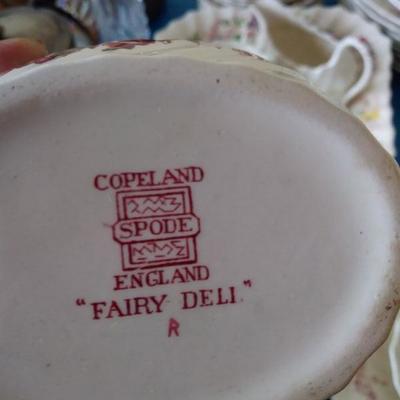 COPELAND
SPODE
ENGLAND
"FAIRY DELL"
R